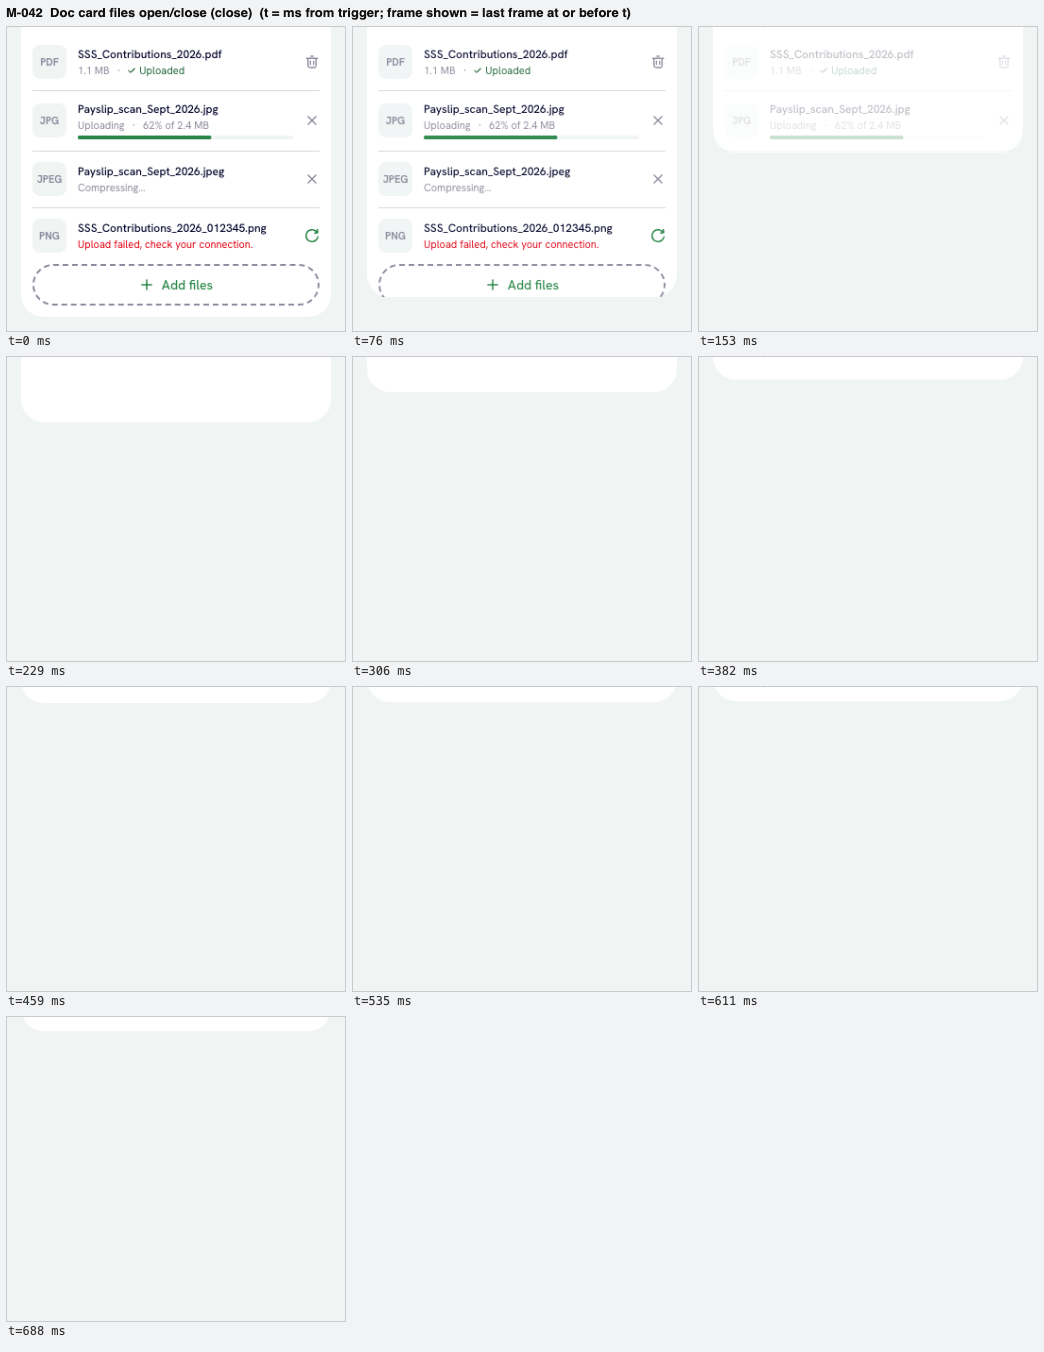 M-042 Doc card files open/close (close) (t = ms from trigger; frame shown = last frame at or before t)
PDF
SSS_Contributions_2026.pdf
1.1 MB · ✓ Uploaded
JPG
Payslip_scan_Sept_2026.jpg
Uploading · 62% of 2.4 MB
JPEG
Payslip_scan_Sept_2026.jpeg
Compressing...
PNG
SSS_Contributions_2026_012345.png
Upload failed, check your connection.
+ Add files
t=0 ms
PDF
SSS_Contributions_2026.pdf
1.1 MB · ✓ Uploaded
JPG
Payslip_scan_Sept_2026.jpg
Uploading · 62% of 2.4 MB
JPEG
Payslip_scan_Sept_2026.jpeg
Compressing...
PNG
SSS_Contributions_2026_012345.png
Upload failed, check your connection.
+ Add files
t=76 ms
PDF
SSS_Contributions_2026.pdf
1.1 MB · ✓ Uploaded
JPG
Payslip_scan_Sept_2026.jpg
Uploading · 62% of 2.4 MB
t=153 ms
t=229 ms
t=306 ms
t=382 ms
t=459 ms
t=535 ms
t=611 ms
t=688 ms